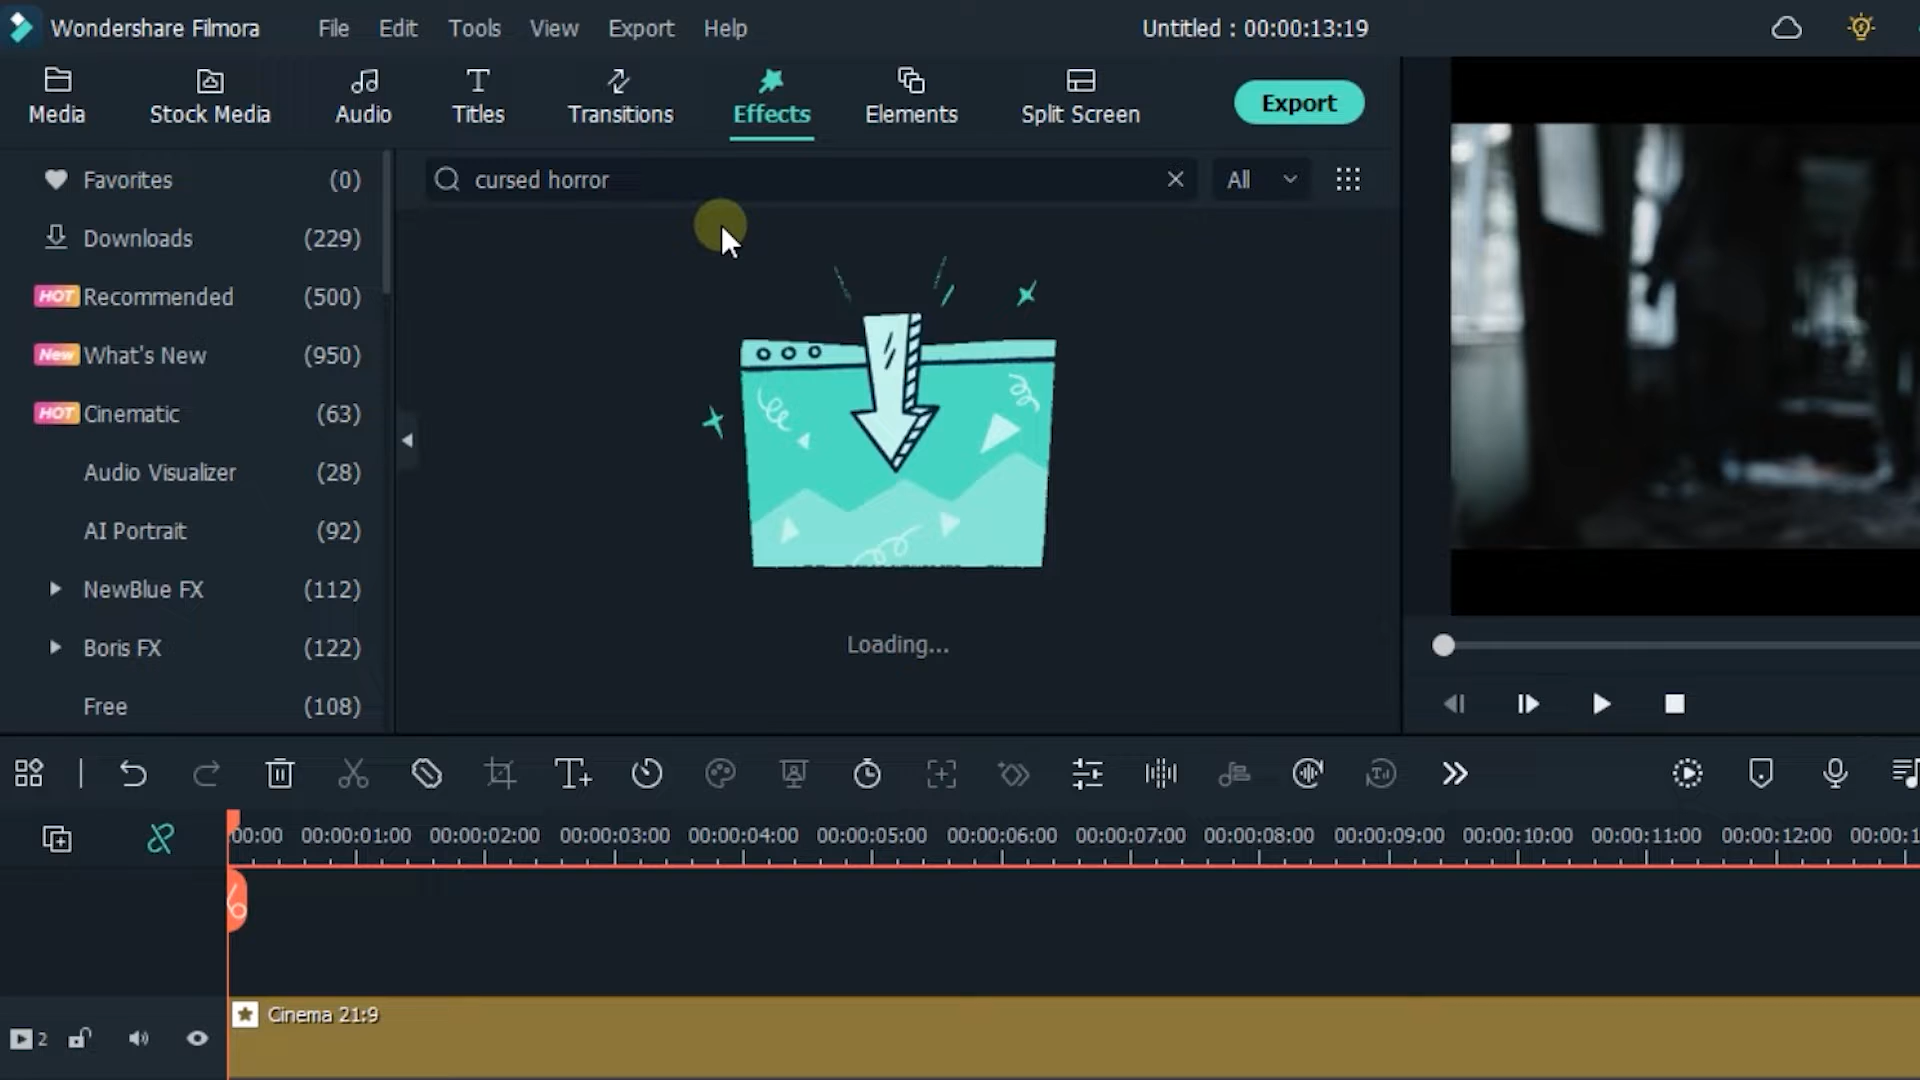 Wondershare Filmora File Edit Tools View Export Help Untitled : 00:00:13:19
Media Stock Media Audio Titles Transitions Effects Elements Split Screen Export
cursed horror All
Favorites (0)
Downloads (229)
HOT Recommended (500)
New What's New (950)
HOT Cinematic (63)
Audio Visualizer (28)
AI Portrait (92)
NewBlue FX (112)
Boris FX (122)
Free (108)
Loading...
00:00 00:00:01:00 00:00:02:00 00:00:03:00 00:00:04:00 00:00:05:00 00:00:06:00 00:00:07:00 00:00:08:00 00:00:09:00 00:00:10:00 00:00:11:00 00:00:12:00 00:00:1
Cinema 21:9
2